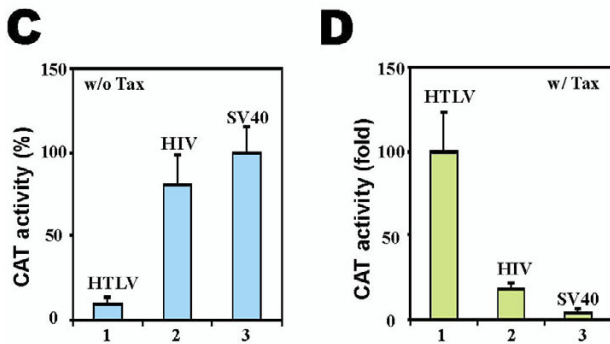 C
CAT activity (%)
150
100
50
0
w/o Tax
HTLV
HIV
SV40
1 2 3
D
CAT activity (fold)
150
100
50
0
w/ Tax
HTLV
HIV
SV40
1 2 3